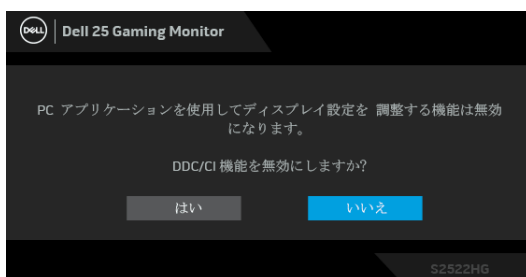 DELL | Dell 25 Gaming Monitor
PC アプリケーションを使用してディスプレイ設定を 調整する機能は無効
になります。
DDC/CI 機能を無効にしますか?
はい いいえ
S2522HG